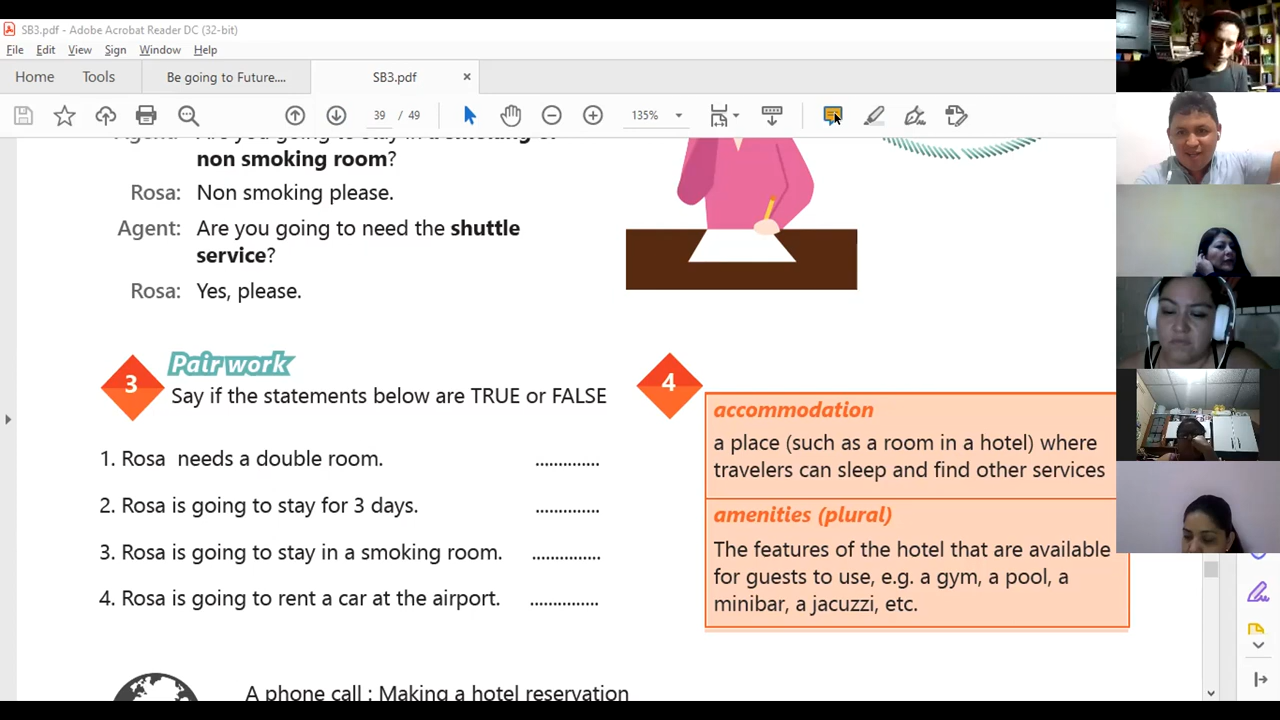 SB3.pdf - Adobe Acrobat Reader DC (32-bit)
File Edit View Sign Window Help
Home Tools Be going to Future.... SB3.pdf ×
39 / 49 135%
non smoking room?
Rosa: Non smoking please.
Agent: Are you going to need the shuttle
service?
Rosa: Yes, please.
3 Pair work
Say if the statements below are TRUE or FALSE
1. Rosa needs a double room. ..............
2. Rosa is going to stay for 3 days. ..............
3. Rosa is going to stay in a smoking room. ..............
4. Rosa is going to rent a car at the airport. ..............
4
accommodation
a place (such as a room in a hotel) where
travelers can sleep and find other services
amenities (plural)
The features of the hotel that are available
for guests to use, e.g. a gym, a pool, a
minibar, a jacuzzi, etc.
A phone call : Making a hotel reservation